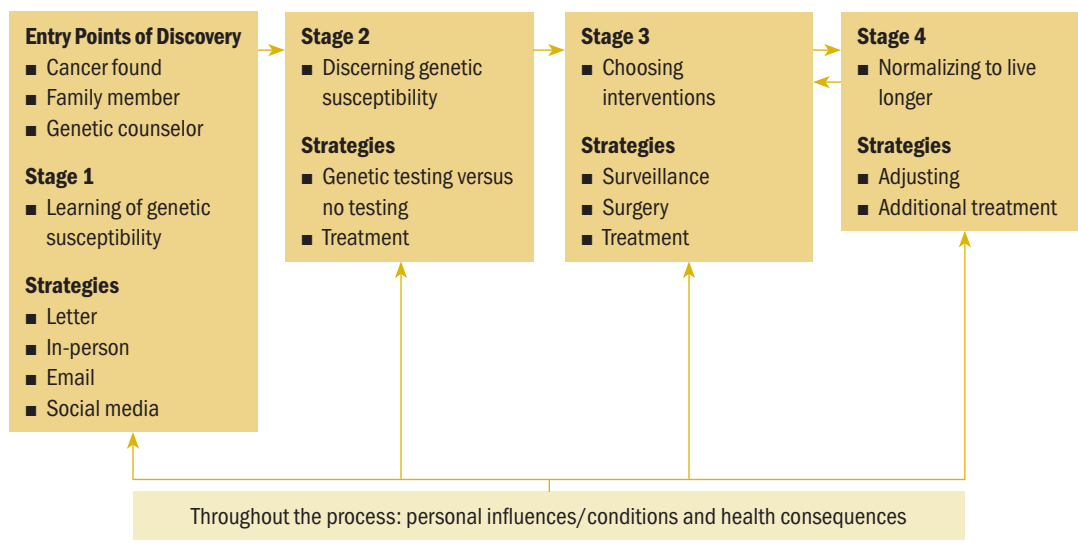 Entry Points of Discovery
■ Cancer found
■ Family member
■ Genetic counselor
Stage 1
■ Learning of genetic
susceptibility
Strategies
■ Letter
■ In-person
■ Email
■ Social media
Stage 2
■ Discerning genetic
susceptibility
Strategies
■ Genetic testing versus
no testing
■ Treatment
Stage 3
■ Choosing
interventions
Strategies
■ Surveillance
■ Surgery
■ Treatment
Stage 4
■ Normalizing to live
longer
Strategies
■ Adjusting
■ Additional treatment
Throughout the process: personal influences/conditions and health consequences